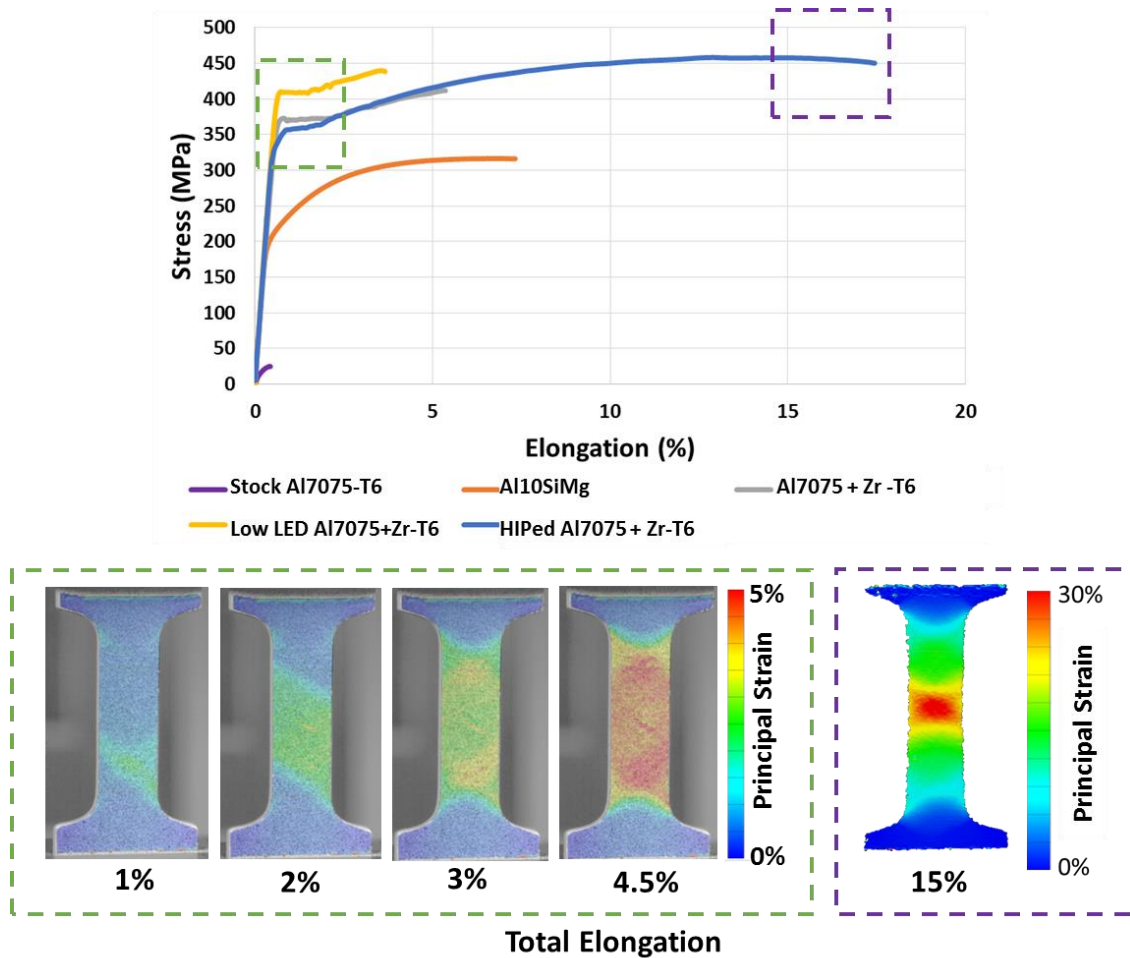 500
450
400
350
300
250
200
150
100
50
0
Stress (MPa)
0 5 10 15 20
Elongation (%)
Stock Al7075-T6 Al10SiMg Al7075 + Zr -T6
Low LED Al7075+Zr-T6 HIPed Al7075 + Zr-T6
5%
Principal Strain
0%
30%
Principal Strain
0%
1% 2% 3% 4.5% 15%
Total Elongation